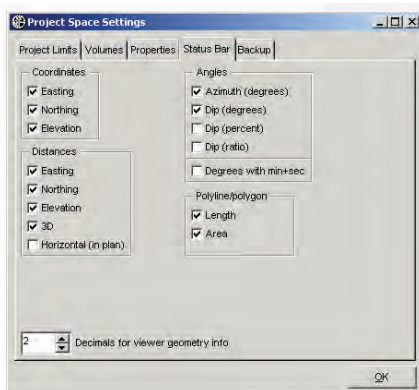 Project Space Settings
Project Limits Volumes Properties Status Bar Backup
Coordinates
Easting
Northing
Elevation
Distances
Easting
Northing
Elevation
3D
Horizontal (in plan)
Angles
Azimuth (degrees)
Dip (degrees)
Dip (percent)
Dip (ratio)
Degrees with min+sec
Polyline/polygon
Length
Area
2 Decimals for viewer geometry info
OK